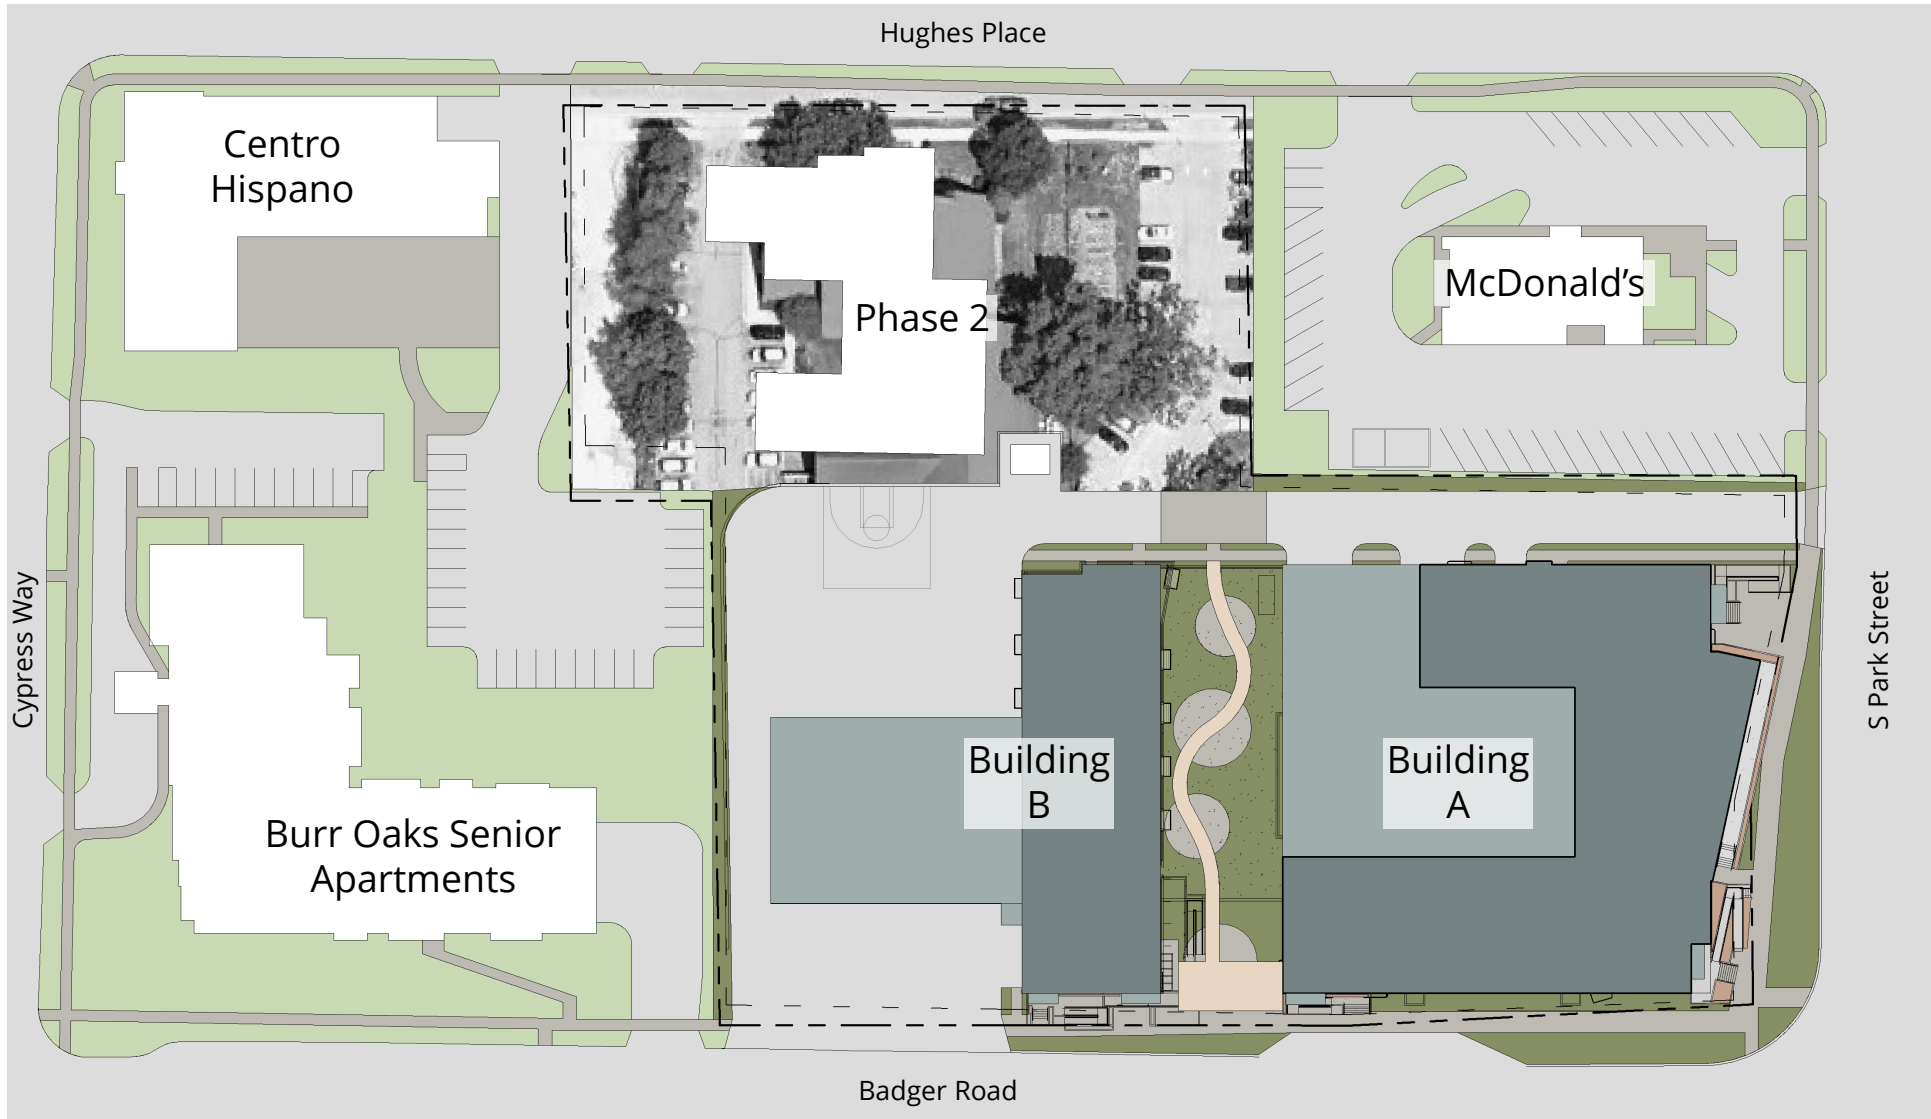 Hughes Place
Centro
Hispano
Phase 2
McDonald’s
Cypress Way
S Park Street
Building
B
Building
A
Burr Oaks Senior
Apartments
Badger Road